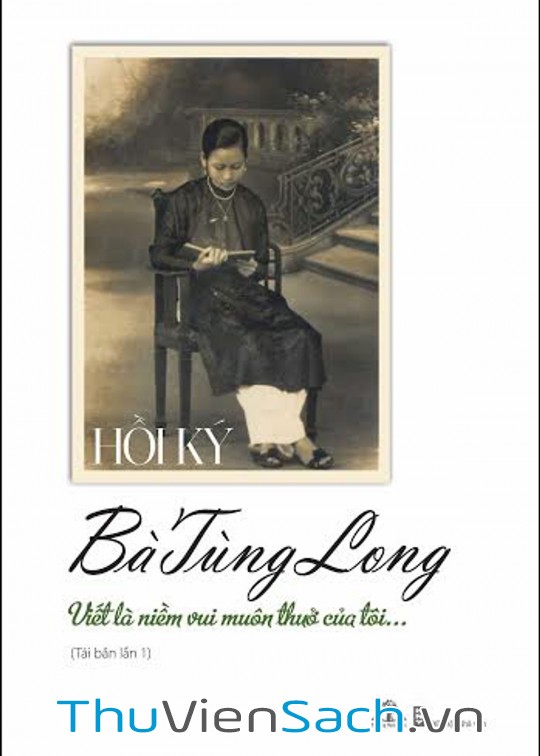 HỒI KÝ
Bà Tùng Long
Viết là niềm vui muôn thuở của tôi...
(Tái bản lần 1)
ThuVienSach.vn